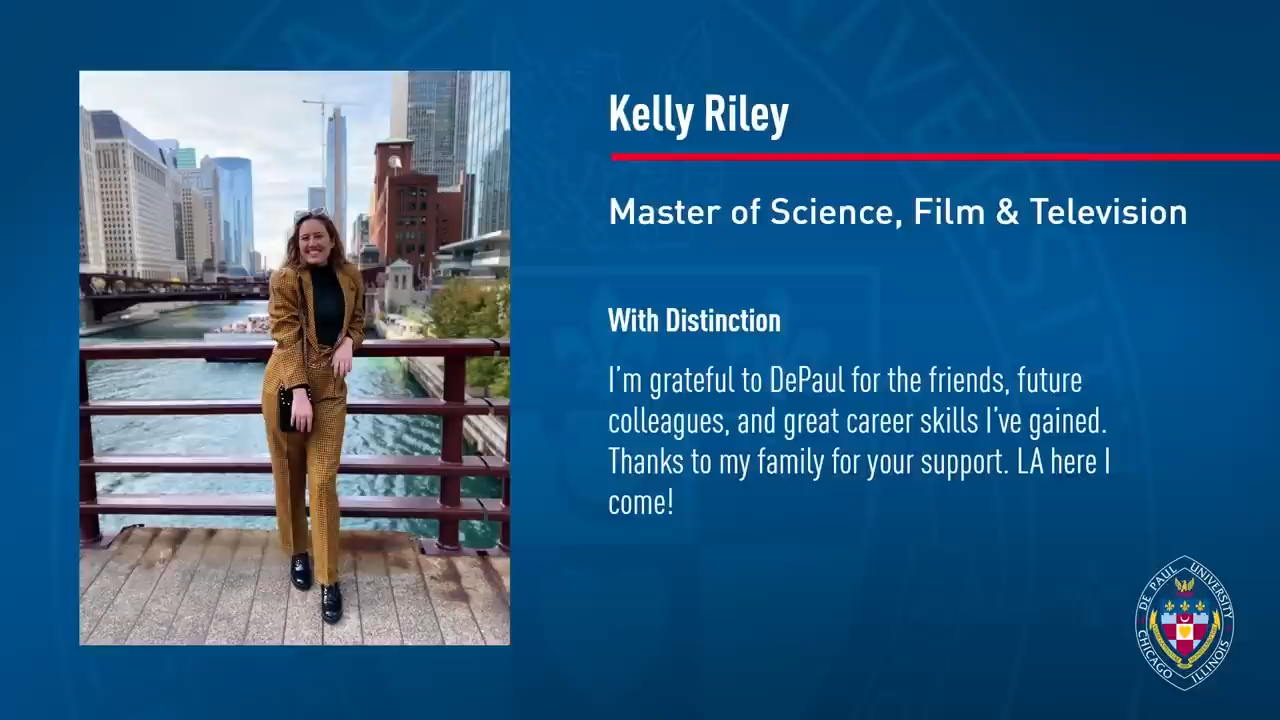 Kelly Riley
Master of Science, Film & Television
With Distinction
I'm grateful to DePaul for the friends, future
colleagues, and great career skills I've gained.
Thanks to my family for your support. LA here I
come!
DE PAUL UNIVERSITY
CHICAGO ILLINOIS